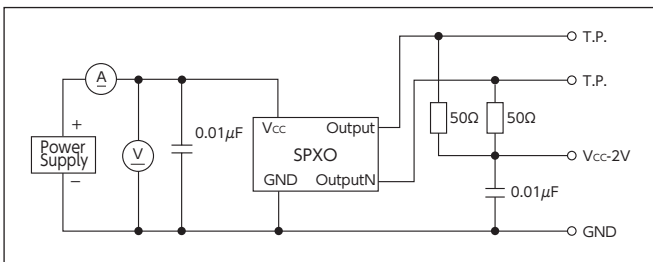 T.P.
A
T.P.
0.01μF
50Ω
50Ω
Vcc
Output
+
Power
Supply
V
SPXO
Vcc-2V
−
GND
OutputN
0.01μF
GND